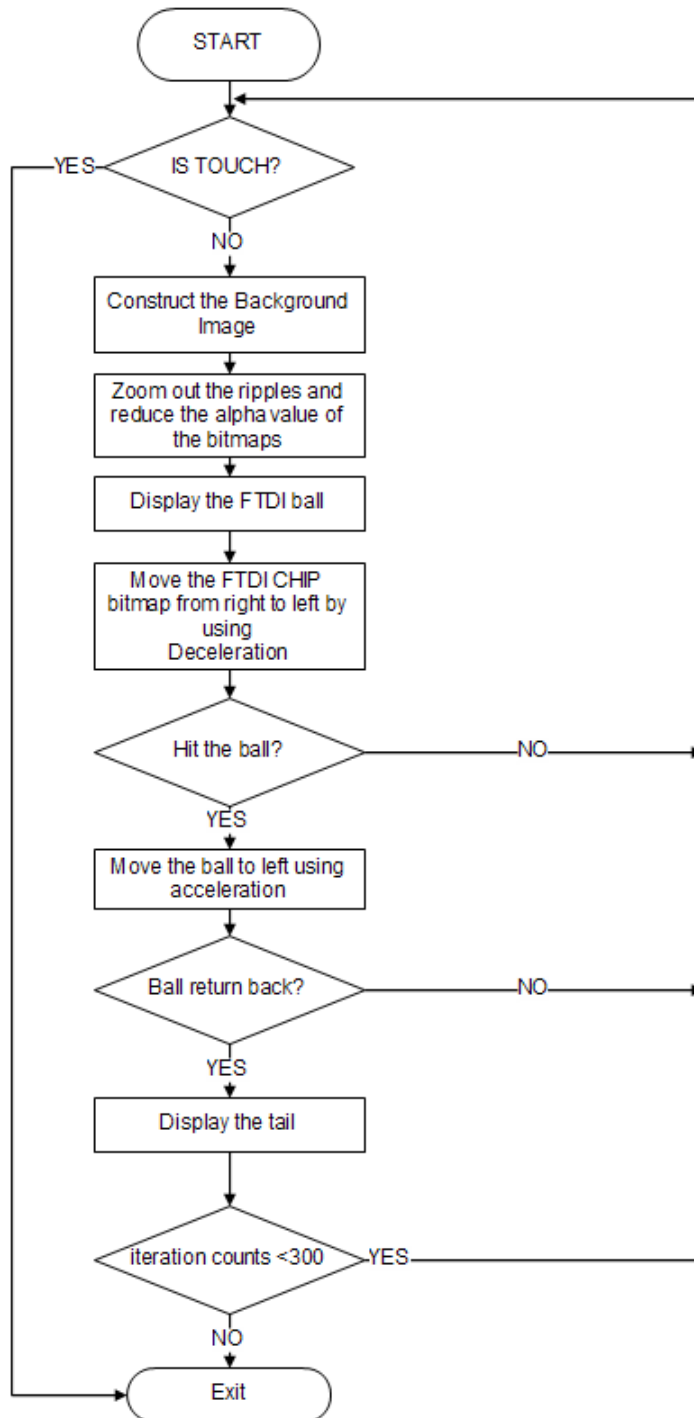 START
YES
IS TOUCH?
NO
Construct the Background
Image
Zoom out the ripples and
reduce the alpha value of
the bitmaps
Display the FTDI ball
Move the FTDI CHIP
bitmap from right to left by
using
Deceleration
Hit the ball?
NO
YES
Move the ball to left using
acceleration
Ball return back?
NO
YES
Display the tail
iteration counts <300
YES
NO
Exit